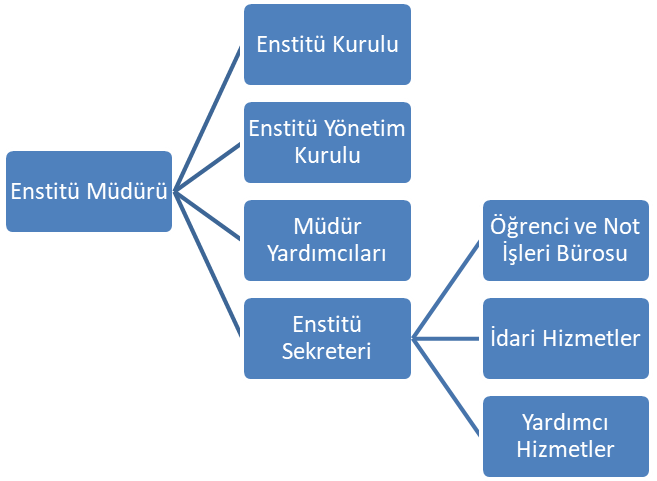 Enstitü Müdürü
Enstitü Kurulu
Enstitü Yönetim
Kurulu
Müdür
Yardımcıları
Enstitü
Sekreteri
Öğrenci ve Not
İşleri Bürosu
İdari Hizmetler
Yardımcı
Hizmetler